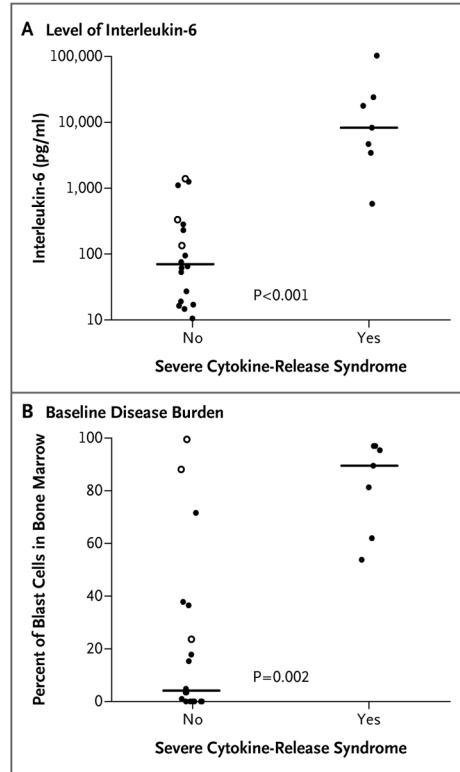 A Level of Interleukin-6
100,000
10,000
1,000
100
10
Interleukin-6 (pg/ml)
P<0.001
No Yes
Severe Cytokine-Release Syndrome
B Baseline Disease Burden
100
80
60
40
20
0
Percent of Blast Cells in Bone Marrow
P=0.002
No Yes
Severe Cytokine-Release Syndrome